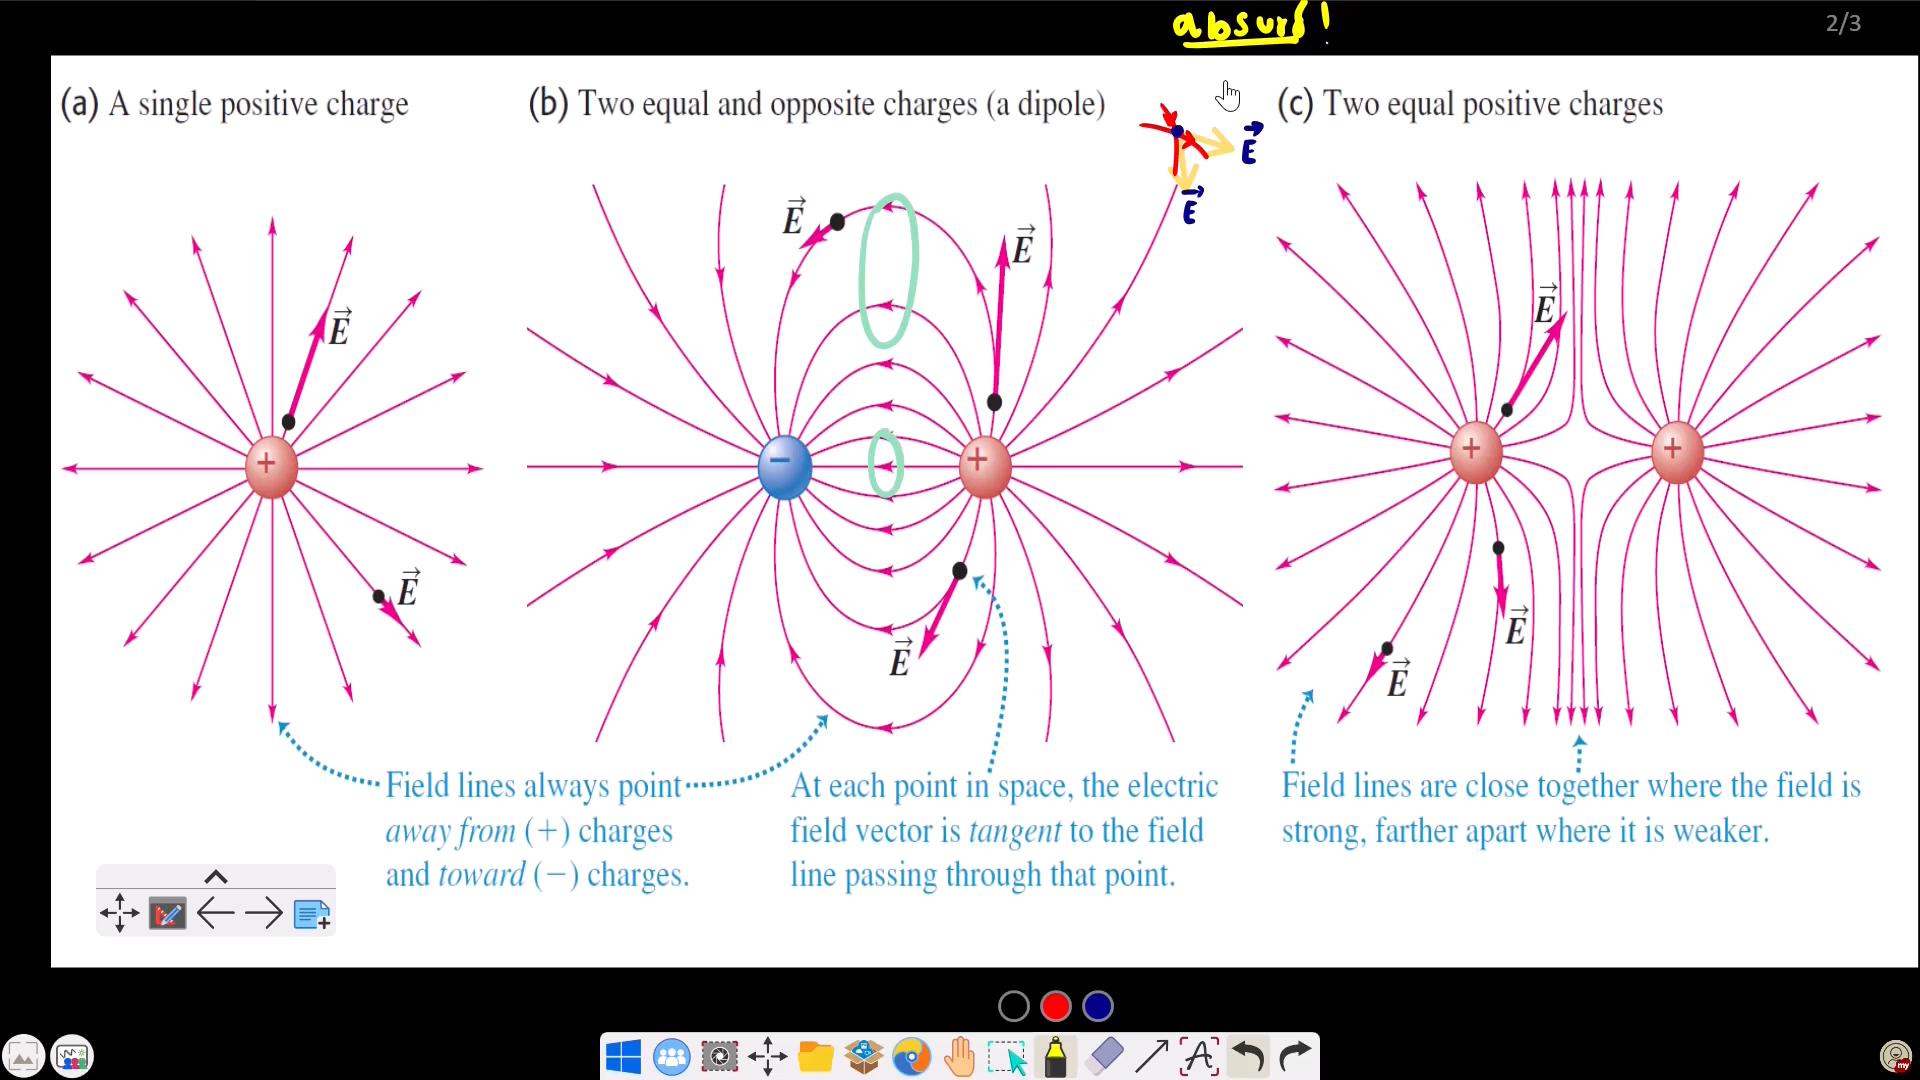 absurd!
2/3
(a) A single positive charge
(b) Two equal and opposite charges (a dipole)
(c) Two equal positive charges
E
E
E
E
E
E
E
E
E
E
+
−
+
+
+
Field lines always point
away from (+) charges
and toward (−) charges.
At each point in space, the electric
field vector is tangent to the field
line passing through that point.
Field lines are close together where the field is
strong, farther apart where it is weaker.
A
my